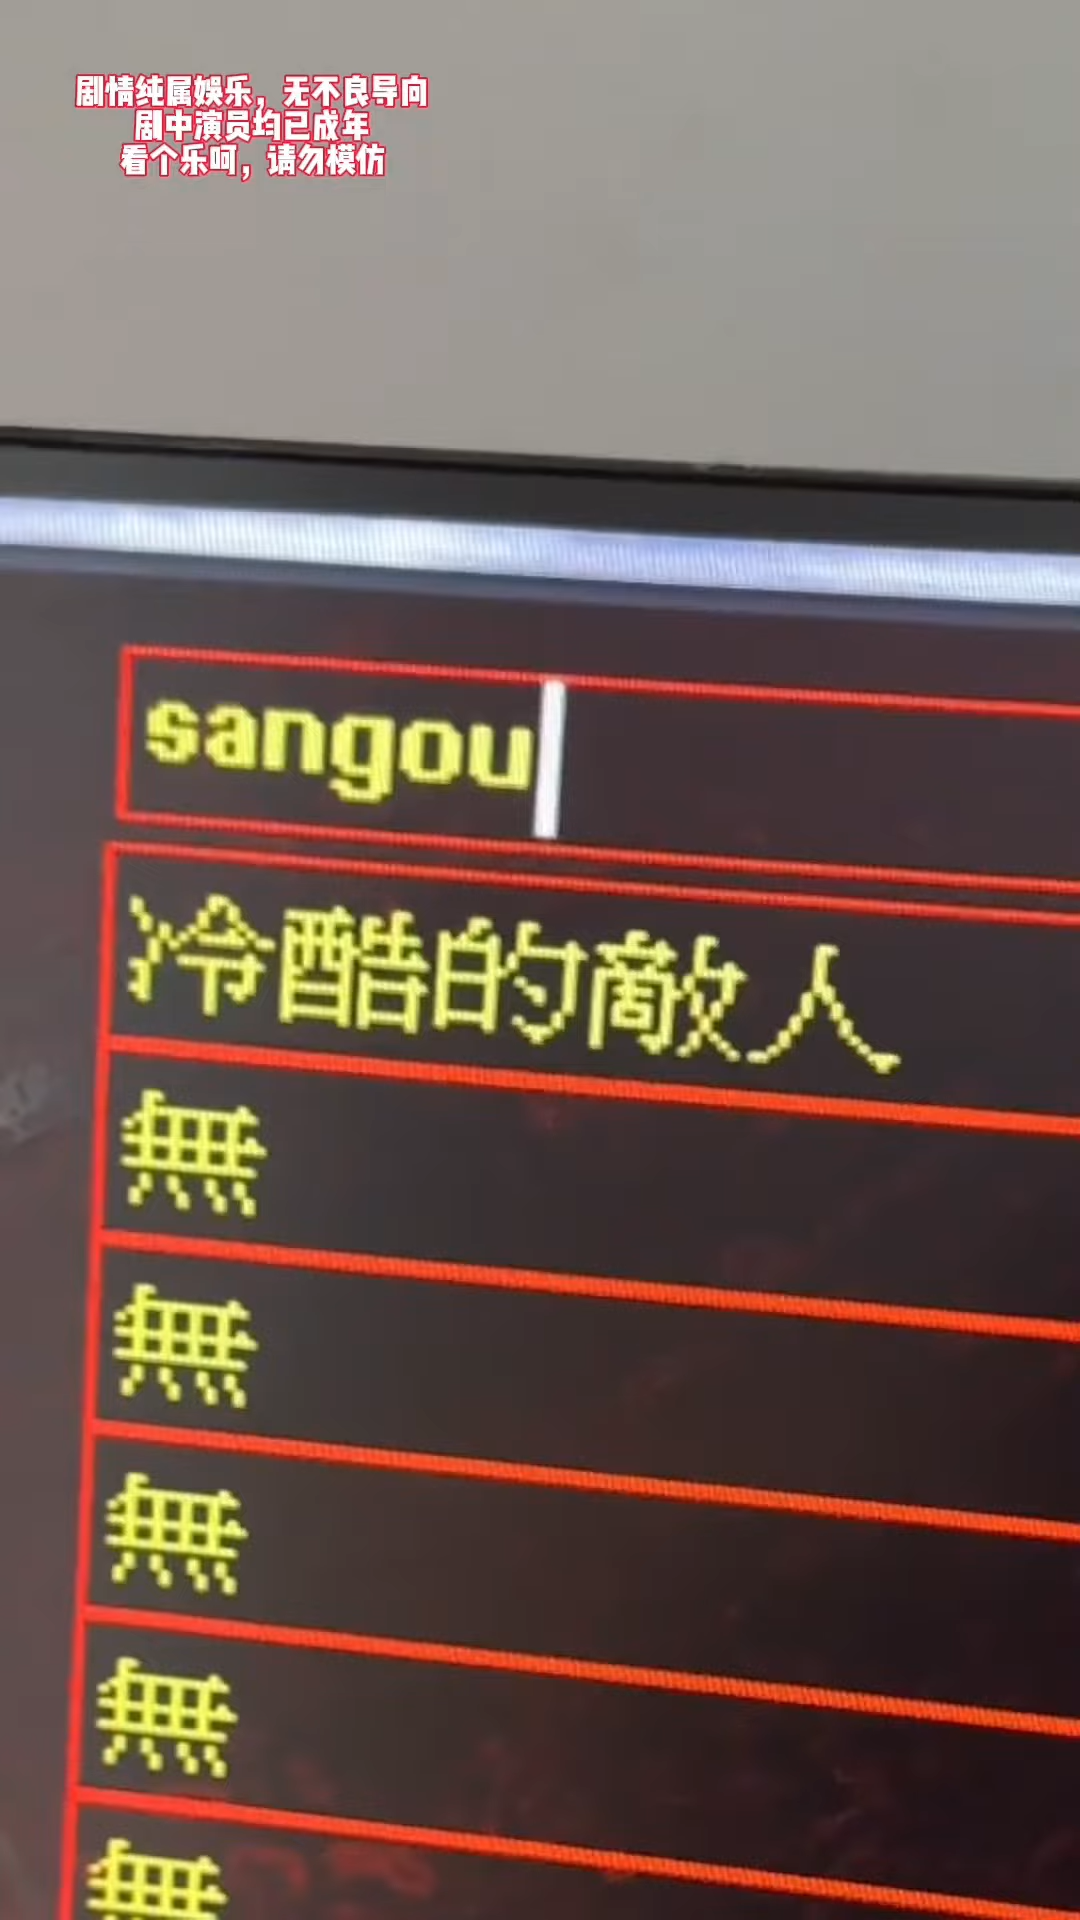 剧情纯属娱乐，无不良导向
剧中演员均已成年
看个乐呵，请勿模仿
sangou
冷酷的敵人
無
無
無
無
無